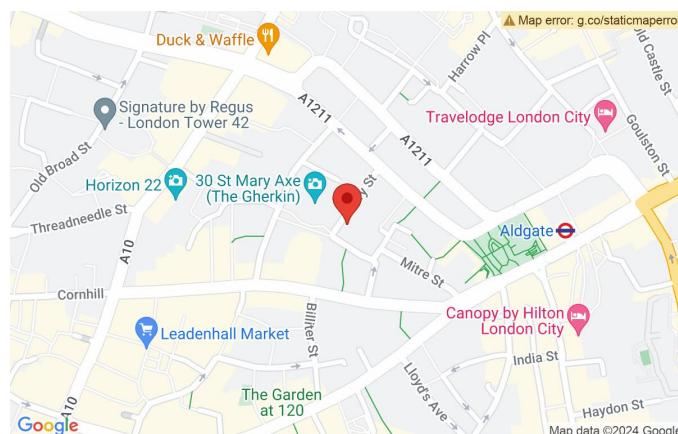 Map error: g.co/staticmaperro
Duck & Waffle
Harrow Pl
Old Castle St
Signature by Regus
- London Tower 42
A1211
Travelodge London City
Goulston St
Old Broad St
A1211
Horizon 22
30 St Mary Axe
(The Gherkin)
Threadneedle St
A10
Aldgate
Mitre St
Cornhill
Leadenhall Market
Billiter St
Canopy by Hilton
London City
India St
Lloyd's Ave
The Garden
at 120
A10
Haydon St
Google
Map data ©2024 Google